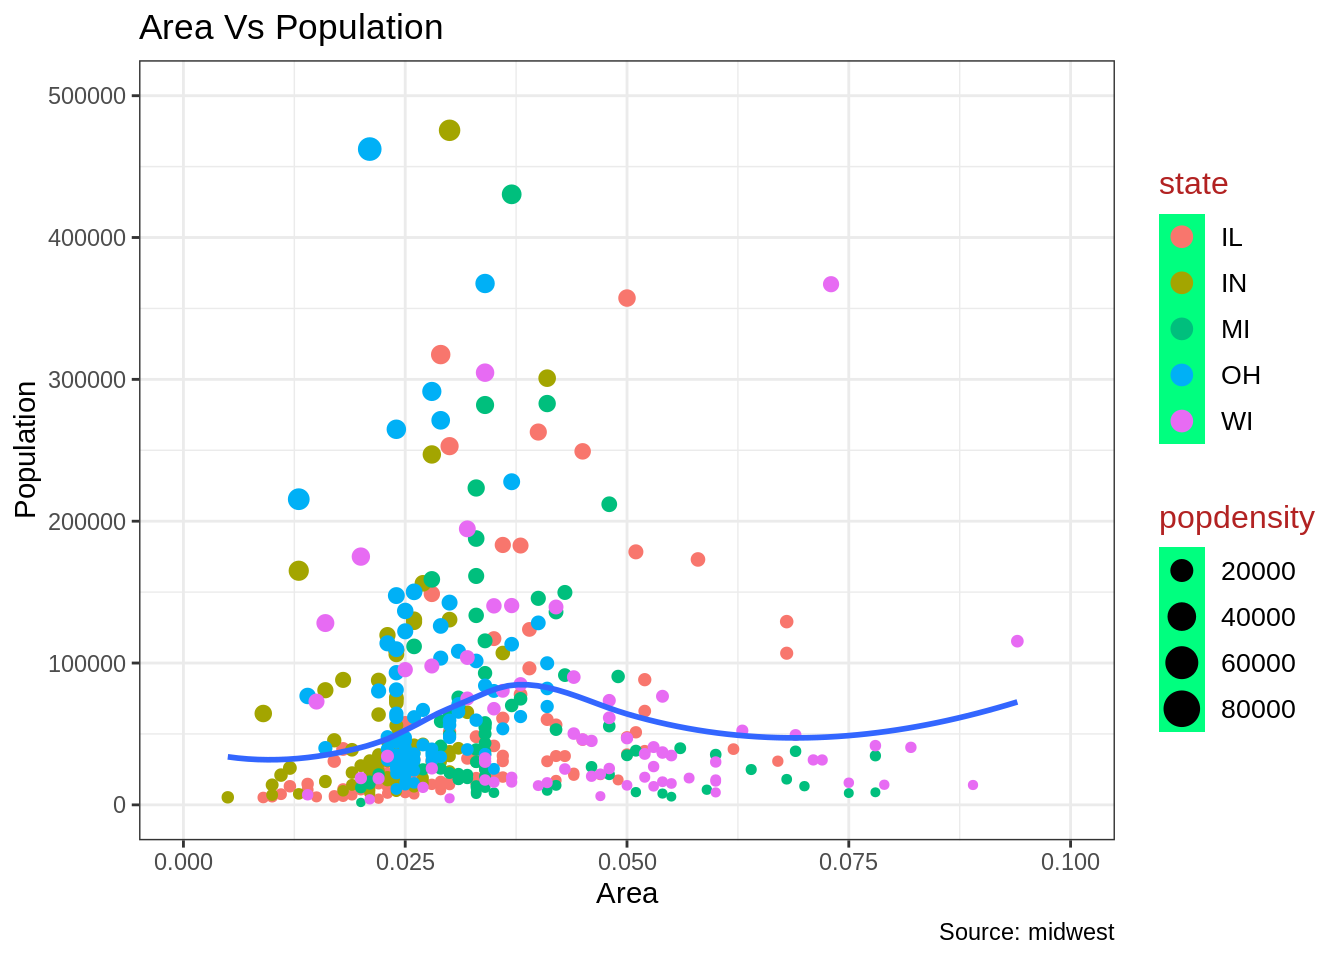 Area Vs Population
Population
500000
400000
300000
200000
100000
0
0.000 0.025 0.050 0.075 0.100
Area
Source: midwest
state
IL
IN
MI
OH
WI
popdensity
20000
40000
60000
80000